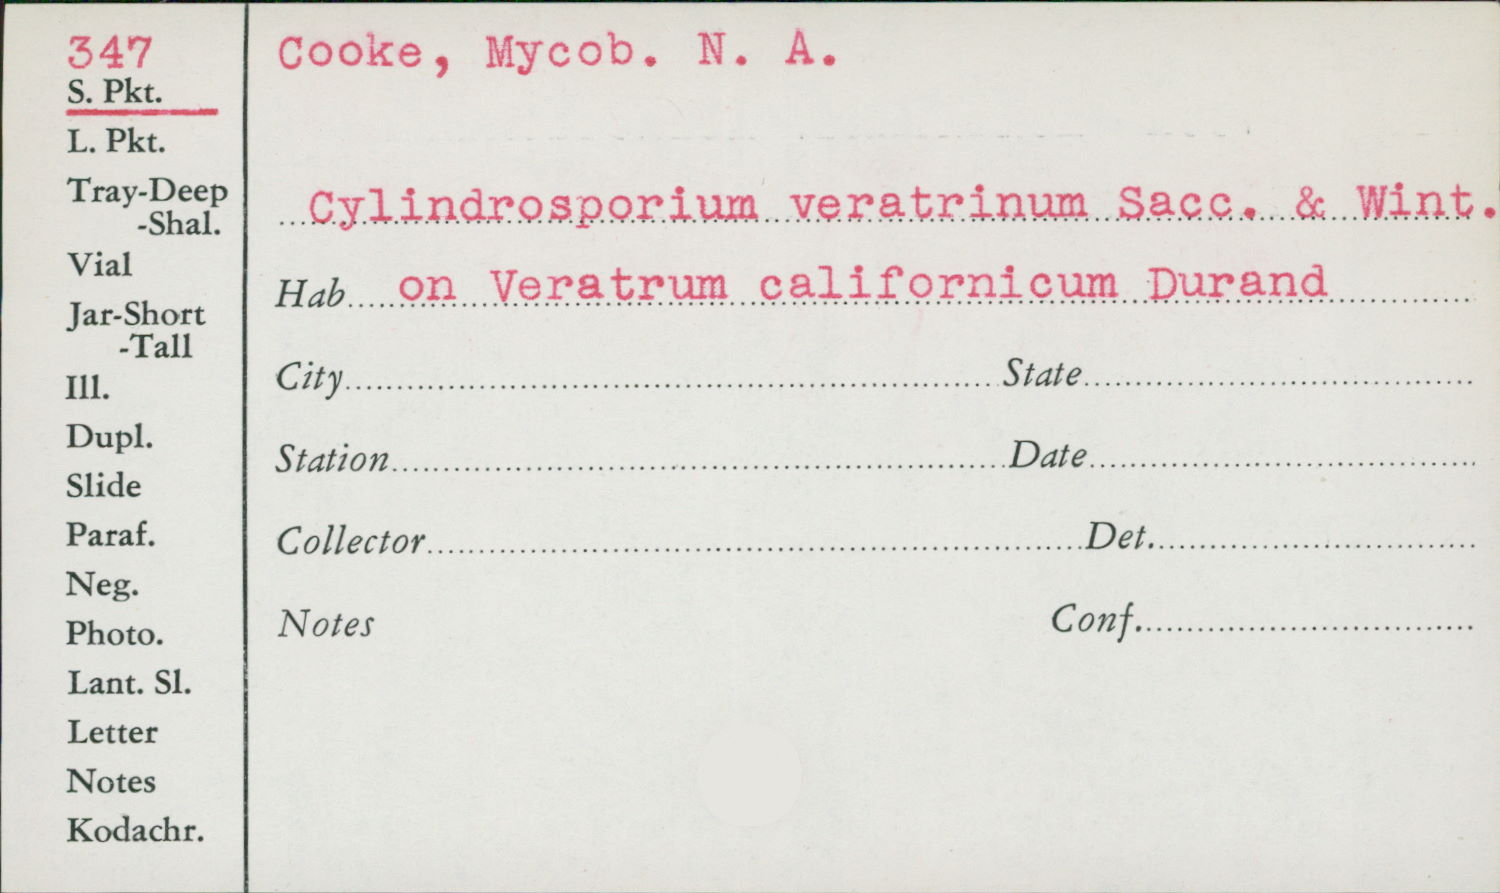 347
S. Pkt.
L. Pkt.
Tray-Deep
-Shal.
Vial
Jar-Short
-Tall
Ill.
Dupl.
Slide
Paraf.
Neg.
Photo.
Lant. Sl.
Letter
Notes
Kodachr.
Cooke, Mycob. N. A.
Cylindrosporium veratrinum Sacc. & Wint.
Hab. on Veratrum californicum Durand
City State
Station Date
Collector Det.
Notes Conf.